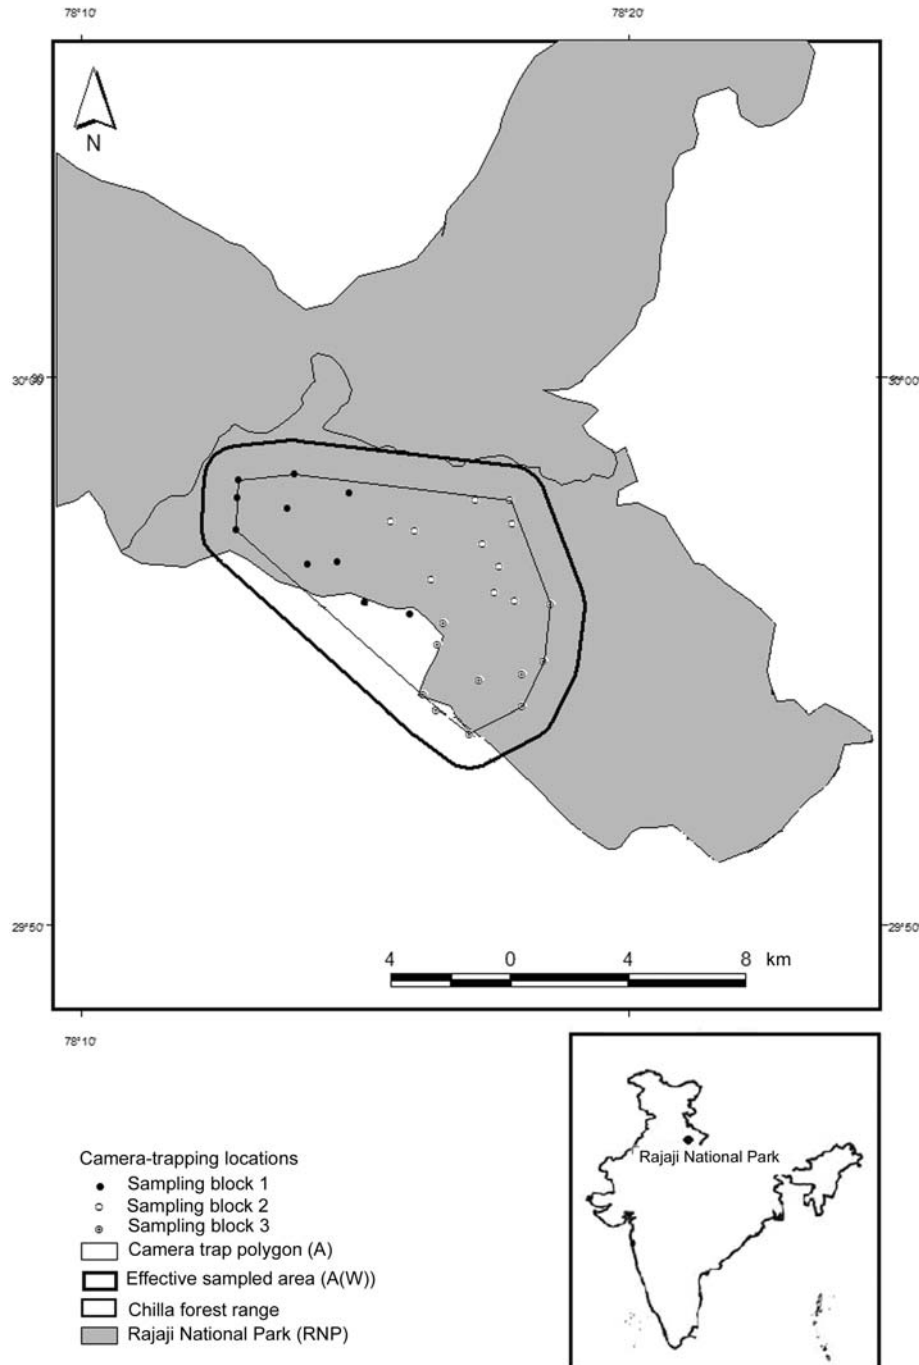 78°10'
78°20'
N
30°00'
30°00'
29°50'
29°50'
4 0 4 8 km
78°10'
Rajaji National Park
Camera-trapping locations
Sampling block 1
Sampling block 2
Sampling block 3
Camera trap polygon (A)
Effective sampled area (A(W))
Chilla forest range
Rajaji National Park (RNP)